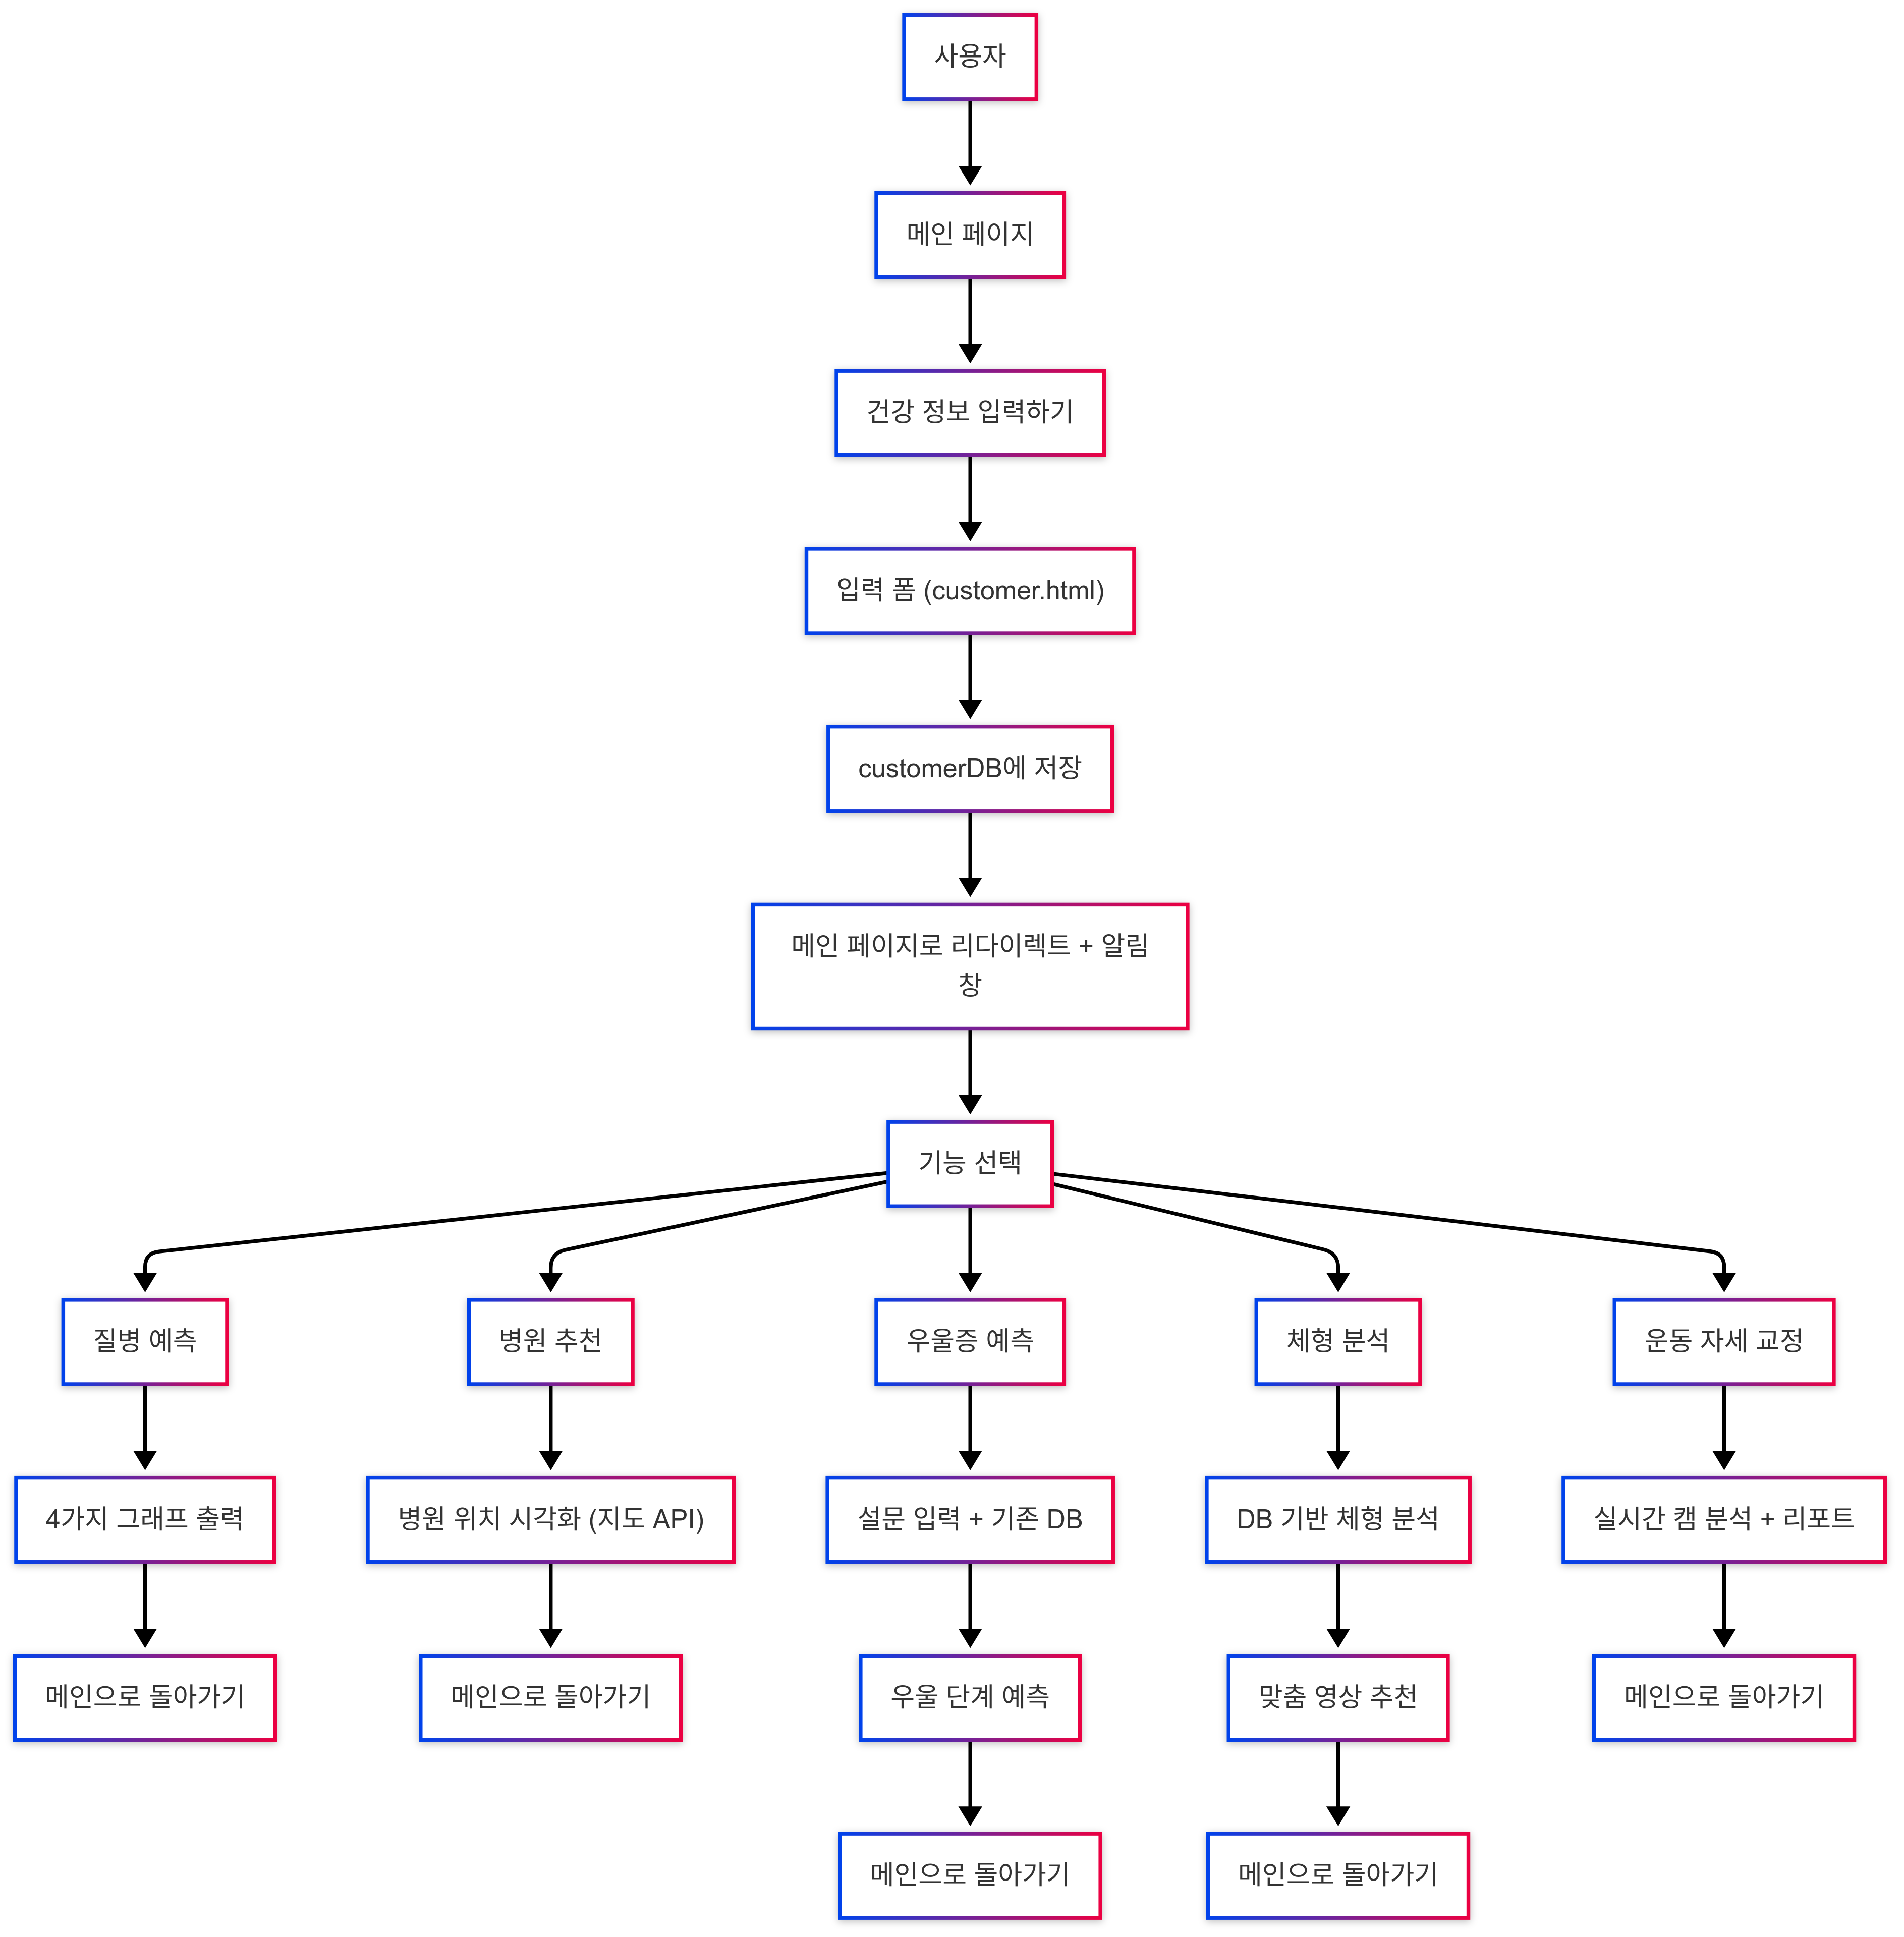 사용자
메인 페이지
건강 정보 입력하기
입력 폼 (customer.html)
customerDB에 저장
메인 페이지로 리다이렉트 + 알림
창
기능 선택
질병 예측
병원 추천
우울증 예측
체형 분석
운동 자세 교정
4가지 그래프 출력
병원 위치 시각화 (지도 API)
설문 입력 + 기존 DB
DB 기반 체형 분석
실시간 캠 분석 + 리포트
메인으로 돌아가기
메인으로 돌아가기
우울 단계 예측
맞춤 영상 추천
메인으로 돌아가기
메인으로 돌아가기
메인으로 돌아가기